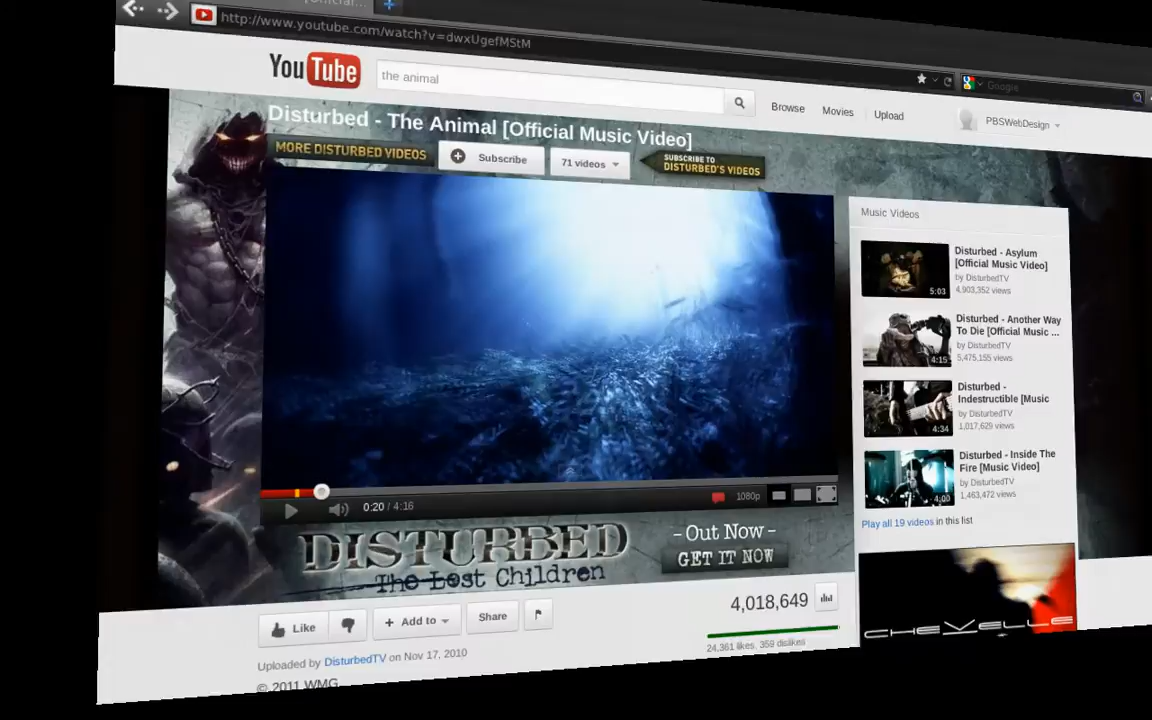 [Official...
http://www.youtube.com/watch?v=dwxUgefMStM
Google
YouTube
the animal
Browse
Movies
Upload
PBSWebDesign
Disturbed - The Animal [Official Music Video]
MORE DISTURBED VIDEOS
Subscribe
71 videos
SUBSCRIBE TO
DISTURBED'S VIDEOS
Music Videos
Disturbed - Asylum
[Official Music Video]
by DisturbedTV
4,903,352 views
5:03
Disturbed - Another Way
To Die [Official Music ...
by DisturbedTV
5,475,155 views
4:15
Disturbed -
Indestructible [Music
by DisturbedTV
1,017,629 views
4:34
Disturbed - Inside The
Fire [Music Video]
by DisturbedTV
1,463,472 views
4:00
Play all 19 videos in this list
0:20 / 4:16
1080p
DISTURBED
The Lost Children
- Out Now -
GET IT NOW
CHEVELLE
Like
Add to
Share
4,018,649
24,361 likes, 359 dislikes
Uploaded by DisturbedTV on Nov 17, 2010
© 2011 WMG